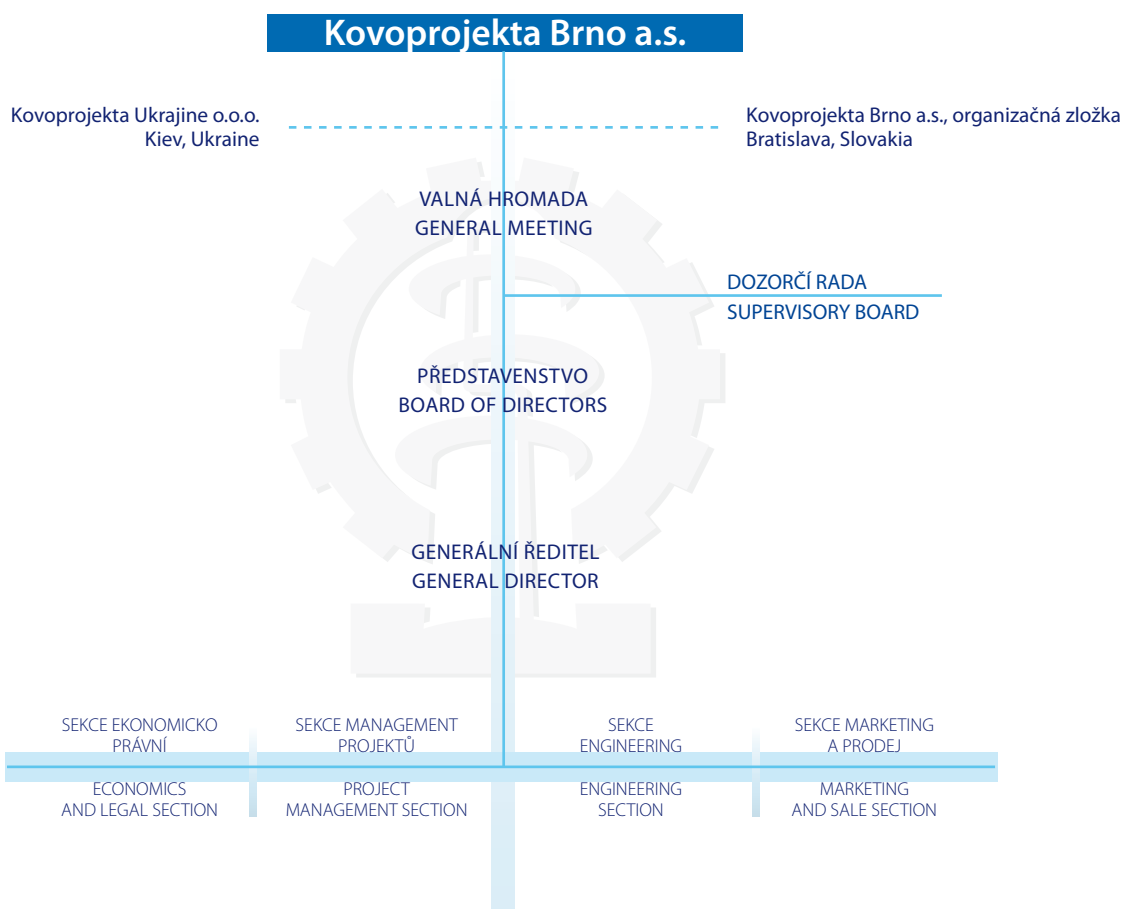 Kovoprojekta Brno a.s.
Kovoprojekta Ukrajine o.o.o.
Kiev, Ukraine
Kovoprojekta Brno a.s., organizačná zložka
Bratislava, Slovakia
VALNÁ HROMADA
GENERAL MEETING
DOZORČÍ RADA
SUPERVISORY BOARD
PŘEDSTAVENSTVO
BOARD OF DIRECTORS
GENERÁLNÍ ŘEDITEL
GENERAL DIRECTOR
SEKCE EKONOMICKO
PRÁVNÍ
SEKCE MANAGEMENT
PROJEKTŮ
SEKCE
ENGINEERING
SEKCE MARKETING
A PRODEJ
ECONOMICS
AND LEGAL SECTION
PROJECT
MANAGEMENT SECTION
ENGINEERING
SECTION
MARKETING
AND SALE SECTION